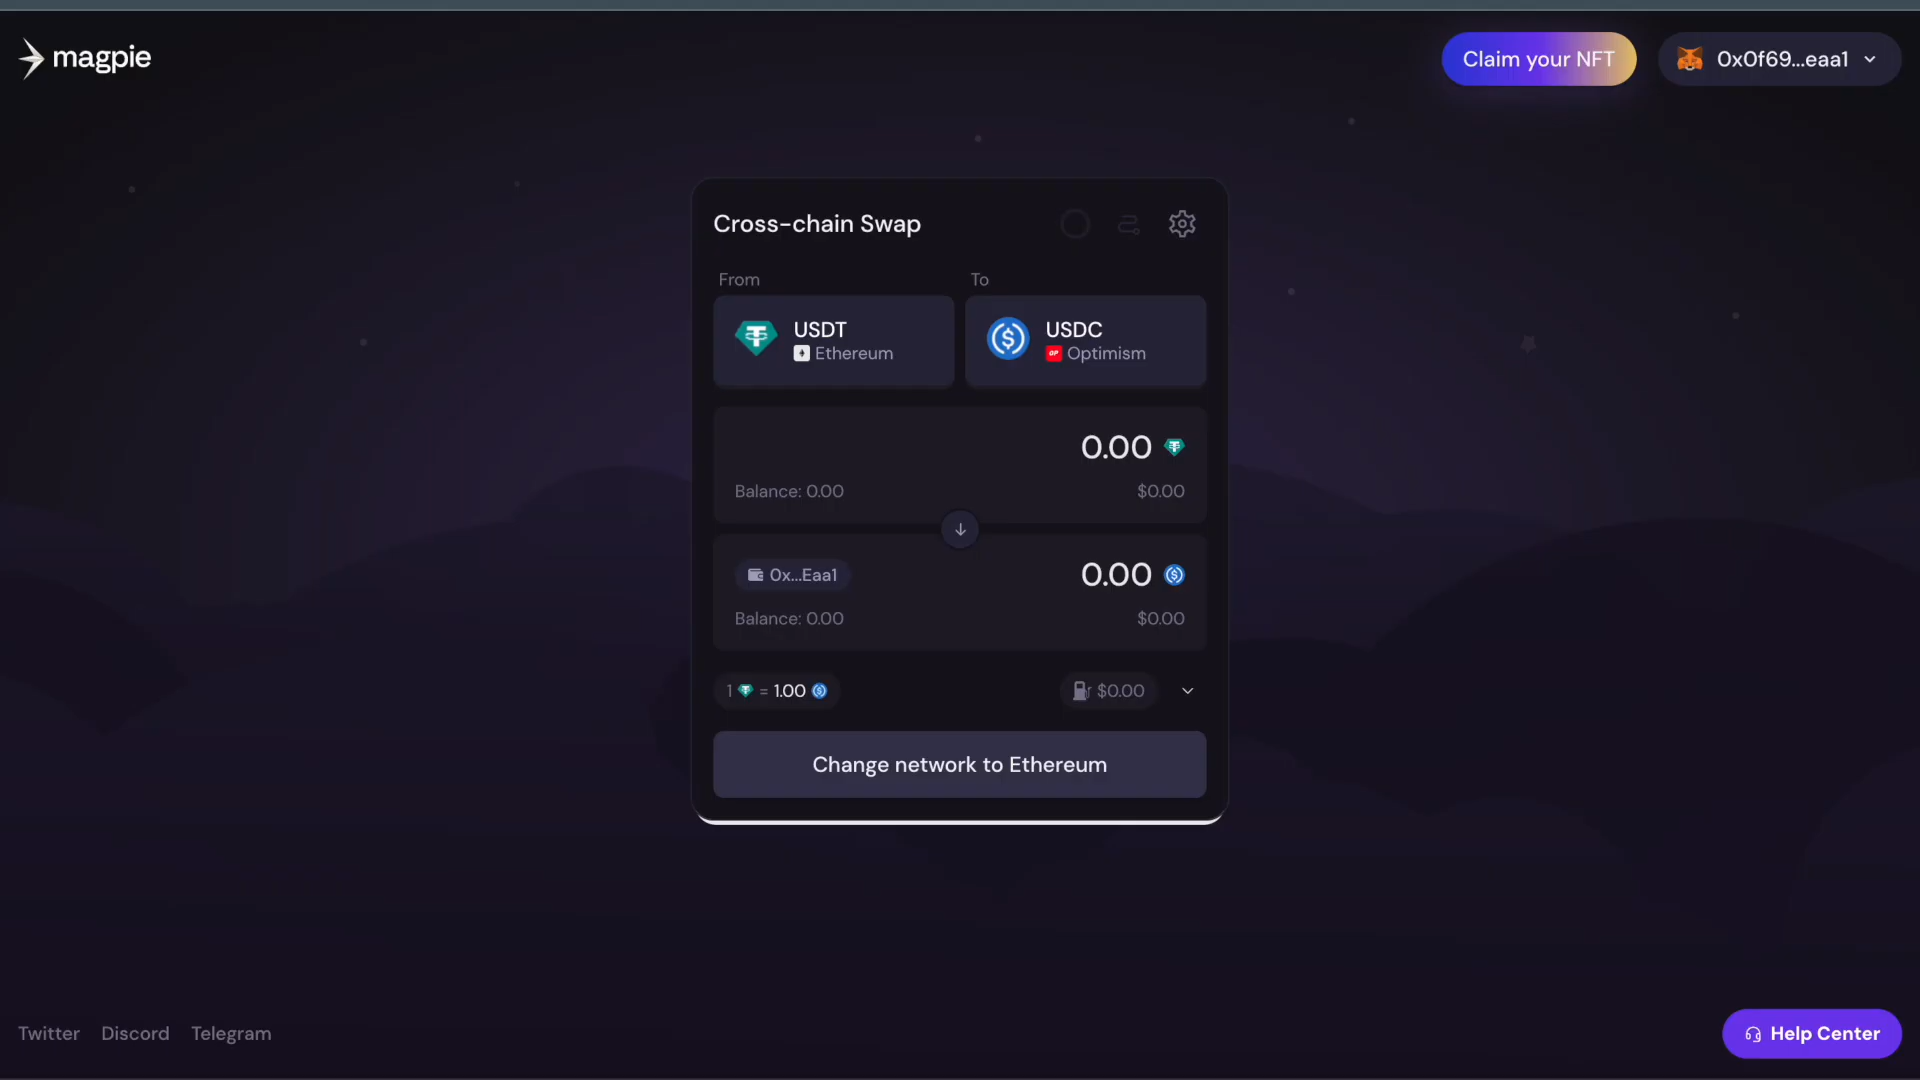 magpie
Claim your NFT
0x0f69...eaa1
Cross-chain Swap
From
To
USDT
Ethereum
USDC
OP Optimism
0.00
Balance: 0.00
$0.00
0x...Eaa1
0.00
Balance: 0.00
$0.00
1 = 1.00
$0.00
Change network to Ethereum
Twitter Discord Telegram
Help Center